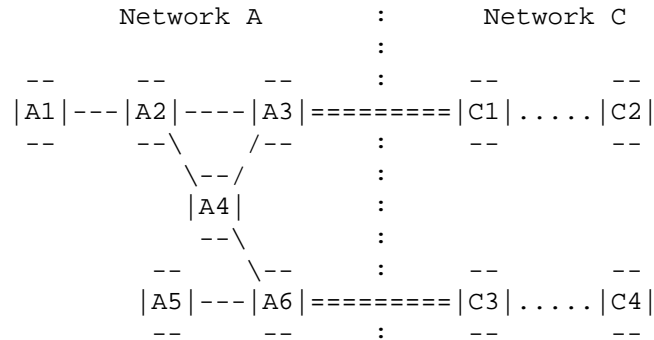 Network A : Network C
:
-- -- -- : -- --
|A1|---|A2|----|A3|=========|C1|.....|C2|
-- --\ /-- : -- --
\--/ :
|A4| :
--\ :
-- \-- : -- --
|A5|---|A6|=========|C3|.....|C4|
-- -- : -- --